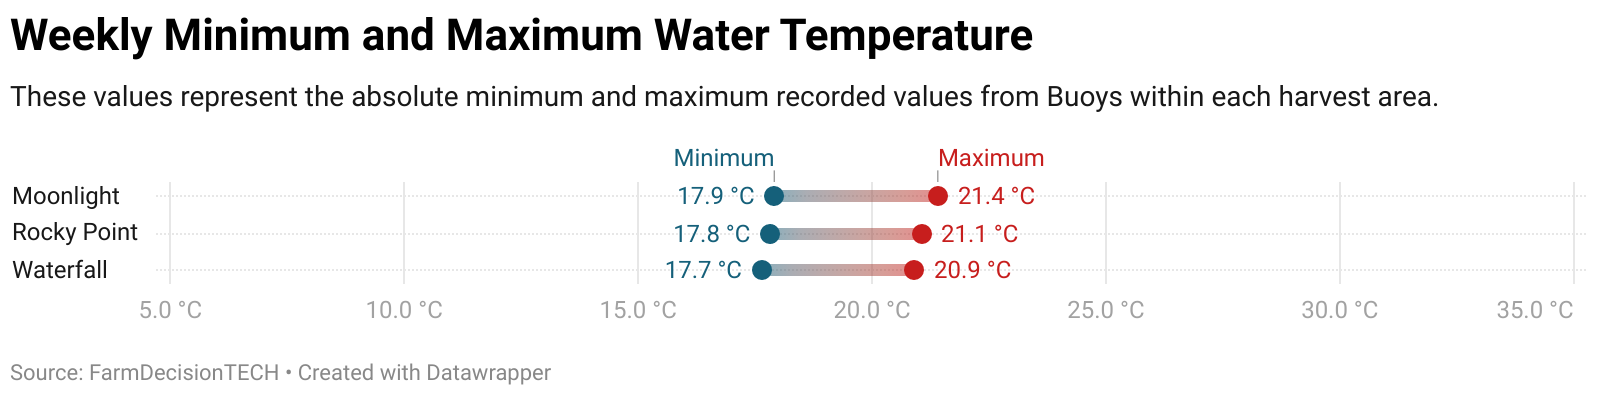 Weekly Minimum and Maximum Water Temperature
These values represent the absolute minimum and maximum recorded values from Buoys within each harvest area.
Minimum Maximum
Moonlight 17.9 °C 21.4 °C
Rocky Point 17.8 °C 21.1 °C
Waterfall 17.7 °C 20.9 °C
5.0 °C 10.0 °C 15.0 °C 20.0 °C 25.0 °C 30.0 °C 35.0 °C
Source: FarmDecisionTECH • Created with Datawrapper